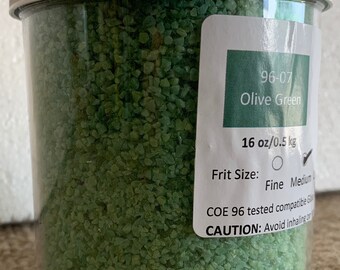 96-07
Olive Green
16 oz/0.5 kg
Frit Size:
Fine Medium
COE 96 tested compatible
CAUTION: Avoid inhaling